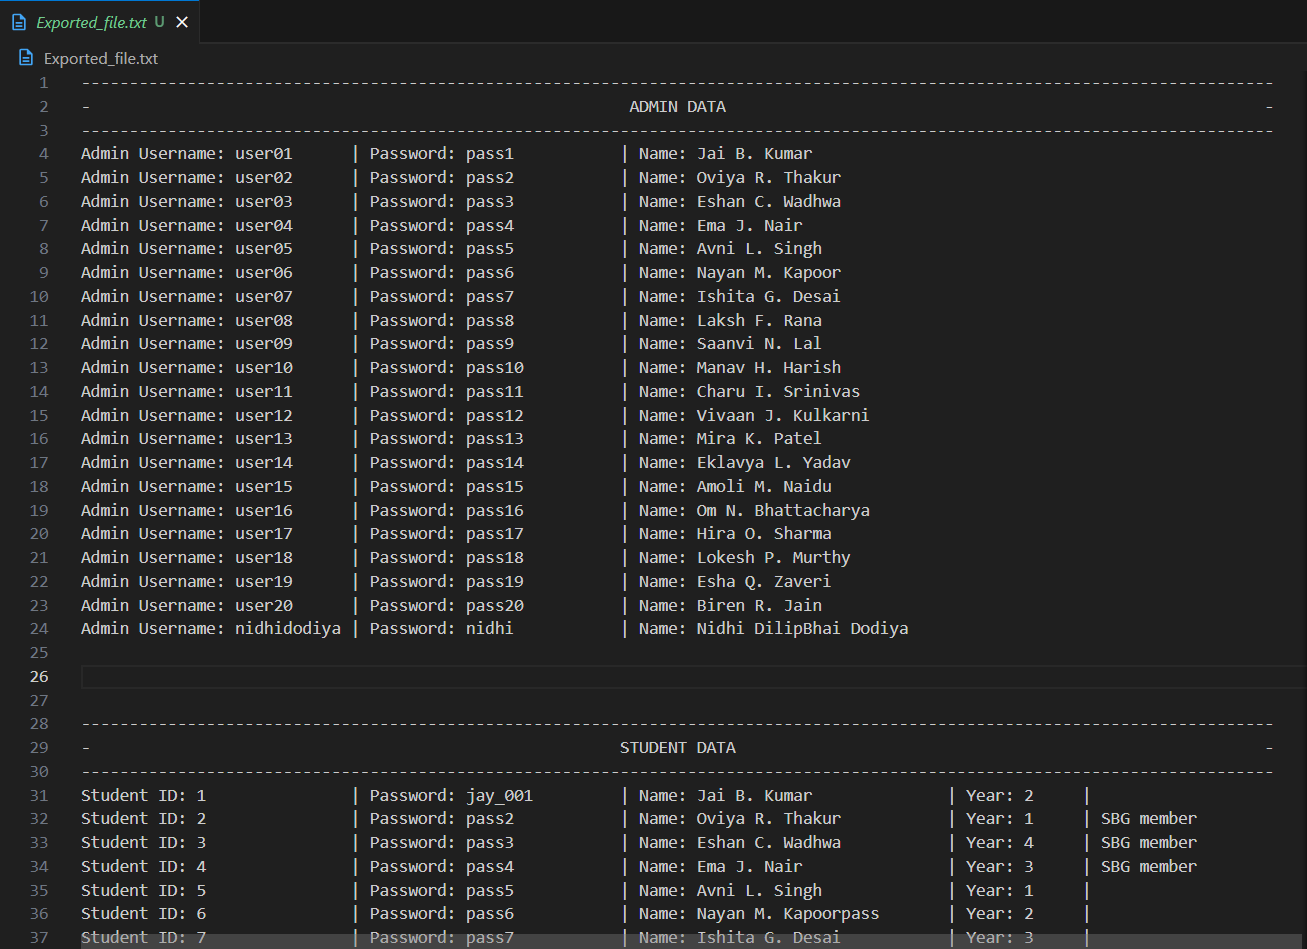 Exported_file.txt U ✕
Exported_file.txt
1 ----------------------------------------------------------------------------------------------------------------------------
2 - ADMIN DATA -
3 ----------------------------------------------------------------------------------------------------------------------------
4 Admin Username: user01 | Password: pass1 | Name: Jai B. Kumar
5 Admin Username: user02 | Password: pass2 | Name: Oviya R. Thakur
6 Admin Username: user03 | Password: pass3 | Name: Eshan C. Wadhwa
7 Admin Username: user04 | Password: pass4 | Name: Ema J. Nair
8 Admin Username: user05 | Password: pass5 | Name: Avni L. Singh
9 Admin Username: user06 | Password: pass6 | Name: Nayan M. Kapoor
10 Admin Username: user07 | Password: pass7 | Name: Ishita G. Desai
11 Admin Username: user08 | Password: pass8 | Name: Laksh F. Rana
12 Admin Username: user09 | Password: pass9 | Name: Saanvi N. Lal
13 Admin Username: user10 | Password: pass10 | Name: Manav H. Harish
14 Admin Username: user11 | Password: pass11 | Name: Charu I. Srinivas
15 Admin Username: user12 | Password: pass12 | Name: Vivaan J. Kulkarni
16 Admin Username: user13 | Password: pass13 | Name: Mira K. Patel
17 Admin Username: user14 | Password: pass14 | Name: Eklavya L. Yadav
18 Admin Username: user15 | Password: pass15 | Name: Amoli M. Naidu
19 Admin Username: user16 | Password: pass16 | Name: Om N. Bhattacharya
20 Admin Username: user17 | Password: pass17 | Name: Hira O. Sharma
21 Admin Username: user18 | Password: pass18 | Name: Lokesh P. Murthy
22 Admin Username: user19 | Password: pass19 | Name: Esha Q. Zaveri
23 Admin Username: user20 | Password: pass20 | Name: Biren R. Jain
24 Admin Username: nidhidodiya | Password: nidhi | Name: Nidhi DilipBhai Dodiya
25
26
27
28 ----------------------------------------------------------------------------------------------------------------------------
29 - STUDENT DATA -
30 ----------------------------------------------------------------------------------------------------------------------------
31 Student ID: 1 | Password: jay_001 | Name: Jai B. Kumar | Year: 2 |
32 Student ID: 2 | Password: pass2 | Name: Oviya R. Thakur | Year: 1 | SBG member
33 Student ID: 3 | Password: pass3 | Name: Eshan C. Wadhwa | Year: 4 | SBG member
34 Student ID: 4 | Password: pass4 | Name: Ema J. Nair | Year: 3 | SBG member
35 Student ID: 5 | Password: pass5 | Name: Avni L. Singh | Year: 1 |
36 Student ID: 6 | Password: pass6 | Name: Nayan M. Kapoorpass | Year: 2 |
37 Student ID: 7 | Password: pass7 | Name: Ishita G. Desai | Year: 3 |